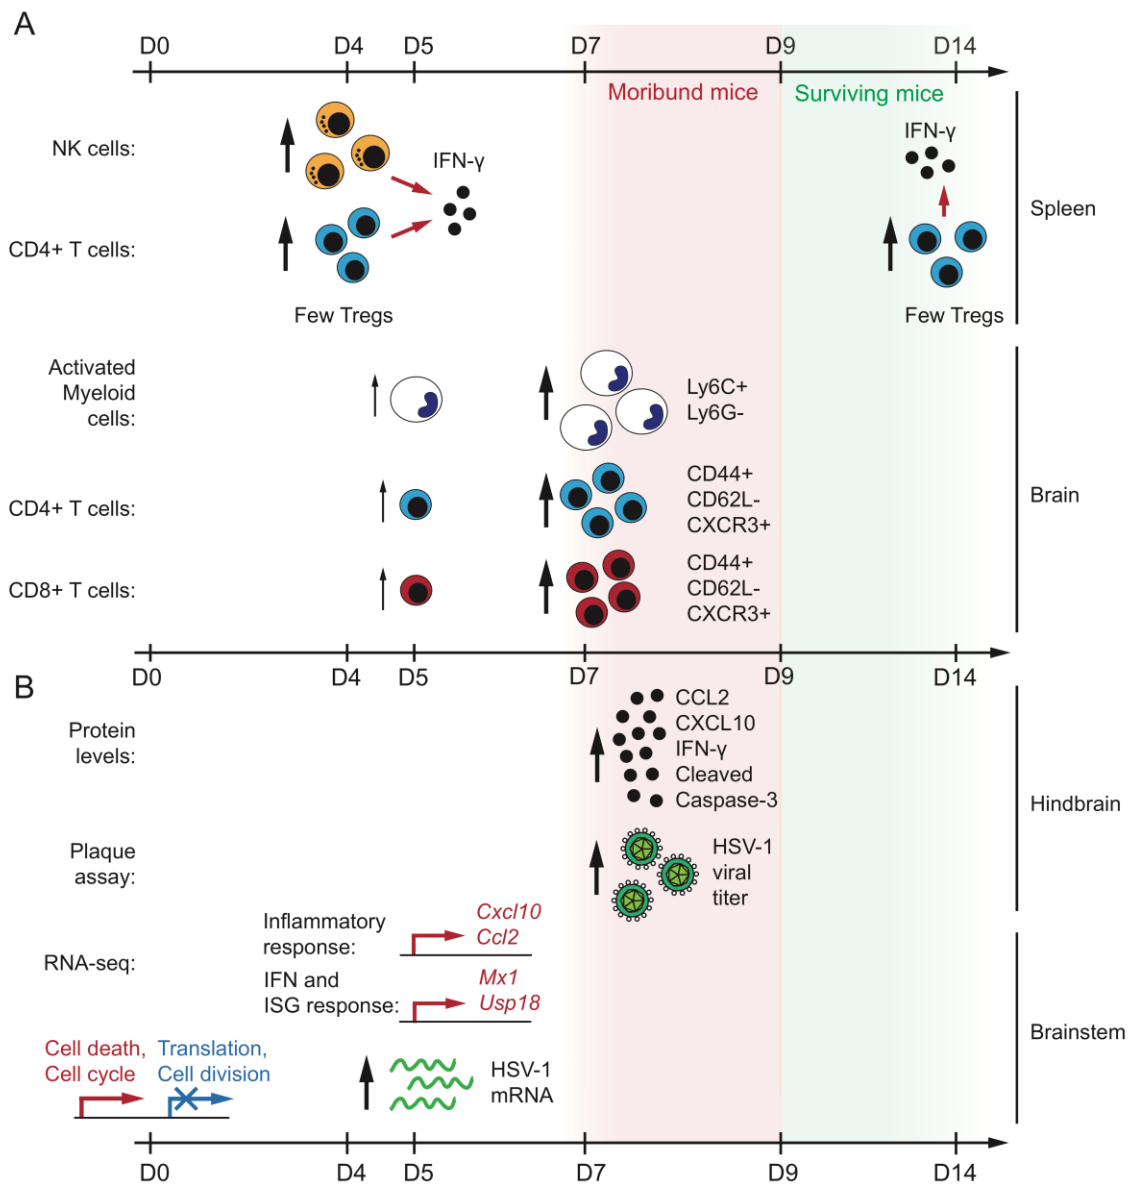 A
D0 D4 D5 D7 D9 D14
Moribund mice Surviving mice
NK cells:
IFN-γ
IFN-γ
CD4+ T cells:
Spleen
Few Tregs
Few Tregs
Activated
Myeloid
cells:
Ly6C+
Ly6G-
CD4+ T cells:
CD44+
CD62L-
CXCR3+
Brain
CD8+ T cells:
CD44+
CD62L-
CXCR3+
D0 D4 D5 D7 D9 D14
B
Protein
levels:
CCL2
CXCL10
IFN-γ
Cleaved
Caspase-3
Hindbrain
Plaque
assay:
HSV-1
viral
titer
RNA-seq:
Inflammatory
response:
Cxcl10
Ccl2
IFN and
ISG response:
Mx1
Usp18
Brainstem
Cell death,
Cell cycle
Translation,
Cell division
HSV-1
mRNA
D0 D4 D5 D7 D9 D14